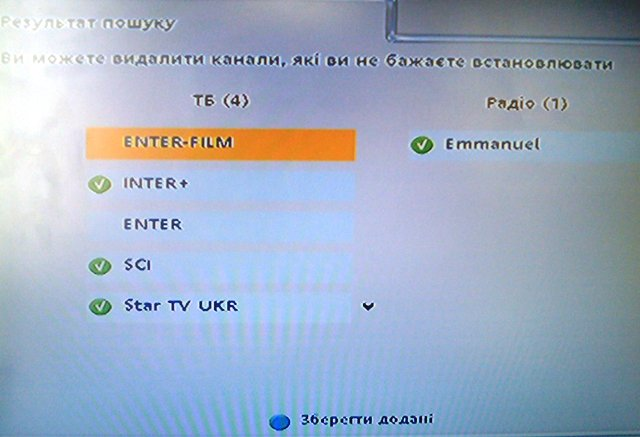 Результат пошуку
Ви можете видалити канали, які ви не бажаєте встановлювати
ТБ (4)
Радіо (1)
ENTER-FILM
Emmanuel
INTER+
ENTER
SCI
Star TV UKR
Зберегти додані